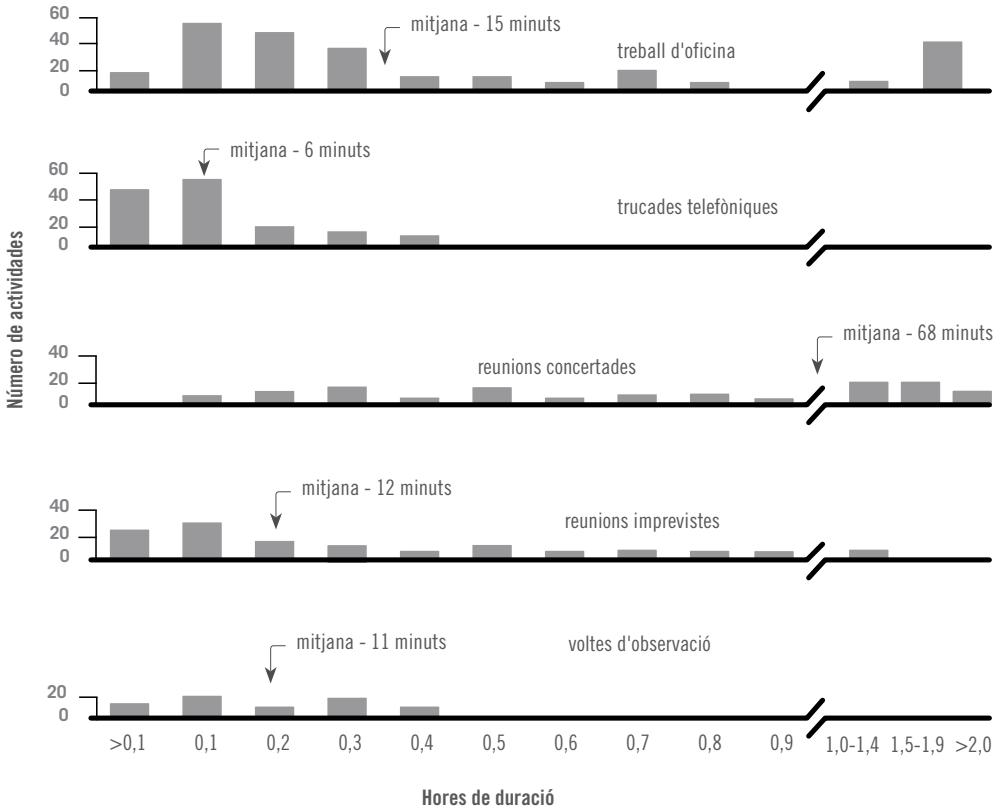 Número de actividades
60
40
20
0
mitjana - 15 minuts
treball d'oficina
60
40
20
0
mitjana - 6 minuts
trucades telefòniques
40
20
0
reunions concertades
mitjana - 68 minuts
40
20
0
mitjana - 12 minuts
reunions imprevistes
20
0
mitjana - 11 minuts
voltes d'observació
>0,1 0,1 0,2 0,3 0,4 0,5 0,6 0,7 0,8 0,9 1,0-1,4 1,5-1,9 >2,0
Hores de duració